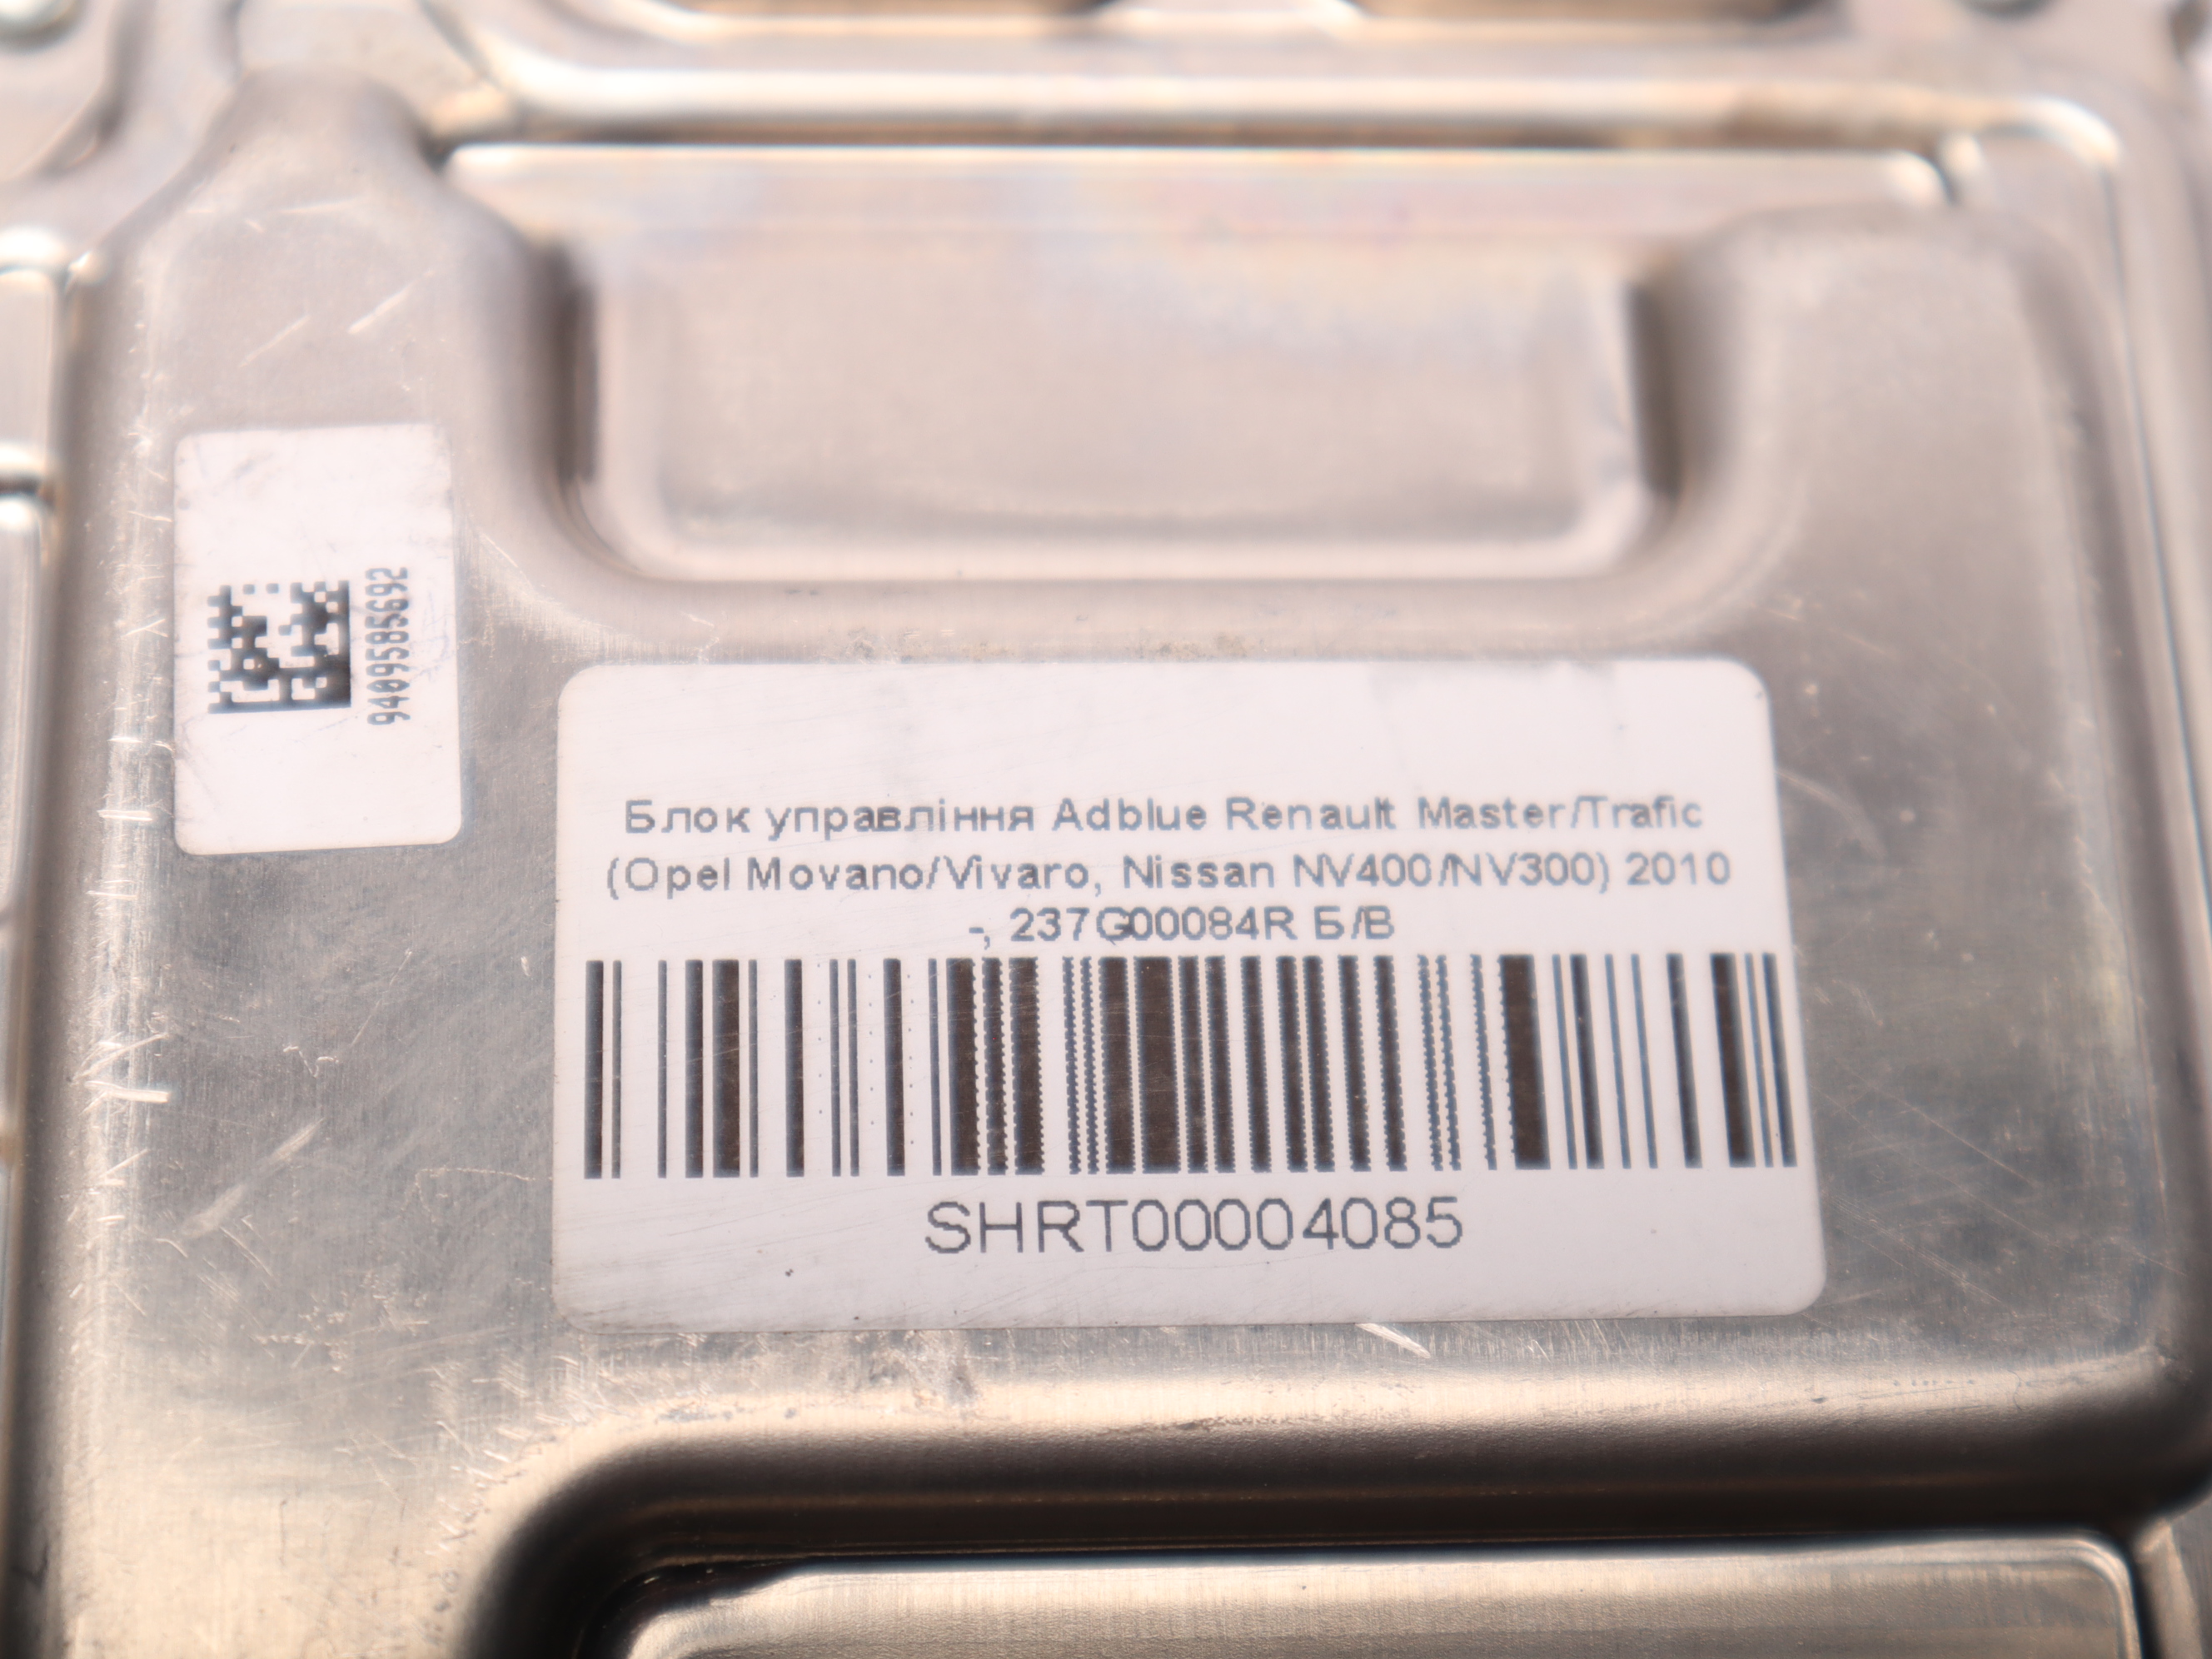 9409585692
Блок управління Adblue Renault Master/Trafic
(Opel Movano/Vivaro, Nissan NV400/NV300) 2010
-, 237G00084R Б/В
SHRT00004085